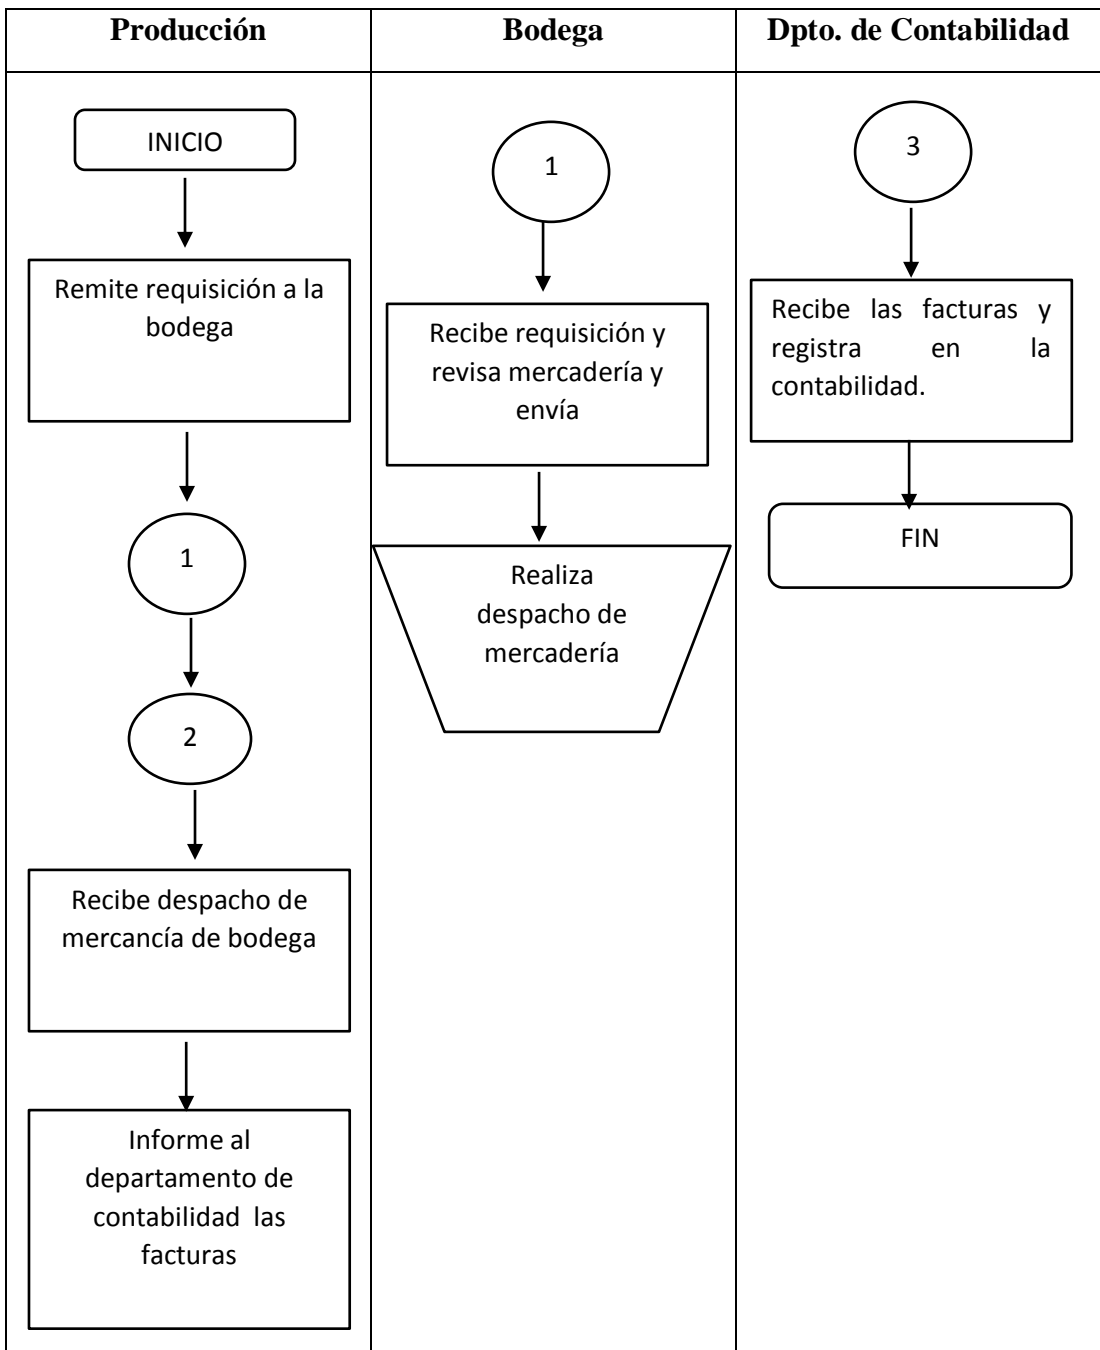 Producción
Bodega
Dpto. de Contabilidad
INICIO
Remite requisición a la
bodega
1
2
Recibe despacho de
mercancía de bodega
Informe al
departamento de
contabilidad las
facturas
1
Recibe requisición y
revisa mercadería y
envía
Realiza
despacho de
mercadería
3
Recibe las facturas y
registra en la
contabilidad.
FIN